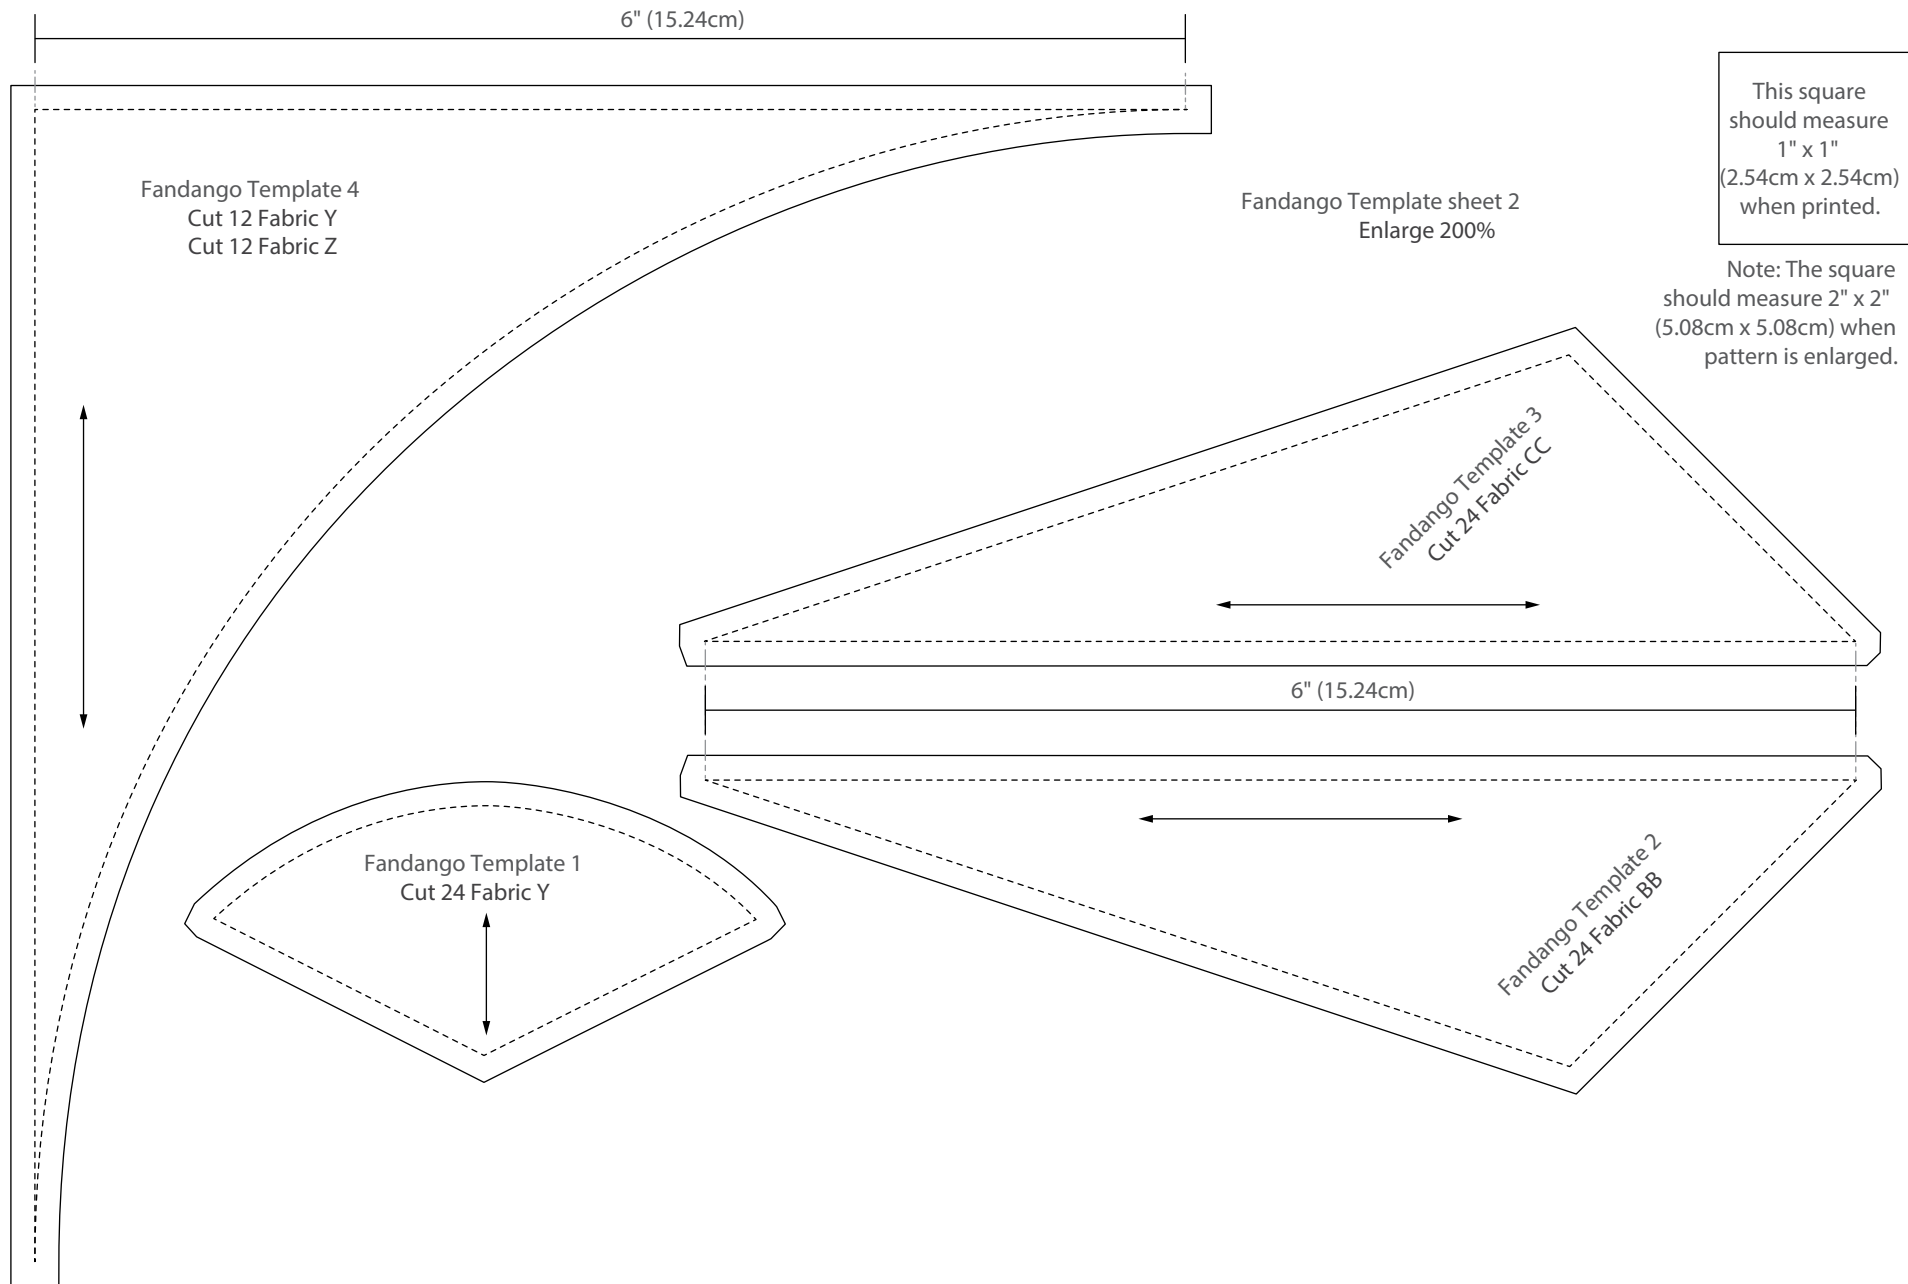 6" (15.24cm)
This square
should measure
1" x 1"
(2.54cm x 2.54cm)
when printed.
Fandango Template 4
Cut 12 Fabric Y
Cut 12 Fabric Z
Fandango Template sheet 2
Enlarge 200%
Note: The square
should measure 2" x 2"
(5.08cm x 5.08cm) when
pattern is enlarged.
Fandango Template 3
Cut 24 Fabric CC
6" (15.24cm)
Fandango Template 1
Cut 24 Fabric Y
Fandango Template 2
Cut 24 Fabric BB